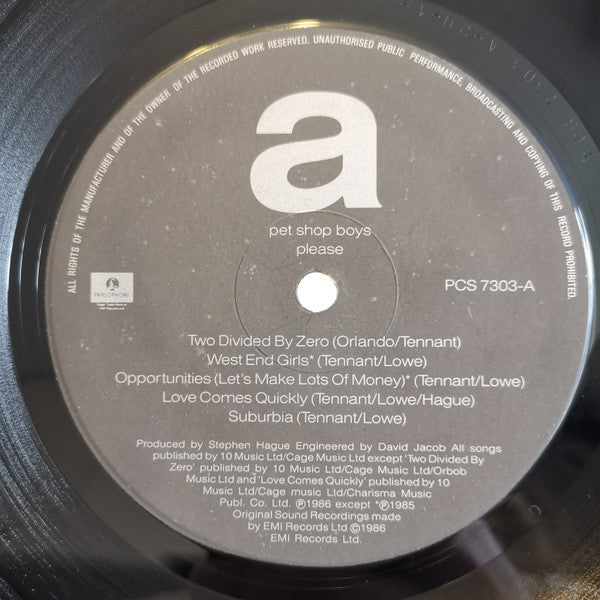 ALL RIGHTS OF THE MANUFACTURER AND OF THE OWNER OF THE RECORDED WORK RESERVED. UNAUTHORISED PUBLIC PERFORMANCE, BROADCASTING AND COPYING OF THIS RECORD PROHIBITED.
a
pet shop boys
please
PARLOPHONE
PCS 7303-A
Two Divided By Zero (Orlando/Tennant)
West End Girls* (Tennant/Lowe)
Opportunities (Let's Make Lots Of Money)* (Tennant/Lowe)
Love Comes Quickly (Tennant/Lowe/Hague)
Suburbia (Tennant/Lowe)
Produced by Stephen Hague Engineered by David Jacob All songs
published by 10 Music Ltd/Cage Music Ltd except 'Two Divided By
Zero' published by 10 Music Ltd/Cage Music Ltd/Orbob
Music Ltd and 'Love Comes Quickly' published by 10
Music Ltd/Cage music Ltd/Charisma Music
Publ. Co. Ltd. ℗1986 except *℗1985
Original Sound Recordings made
by EMI Records Ltd ©1986
EMI Records Ltd.